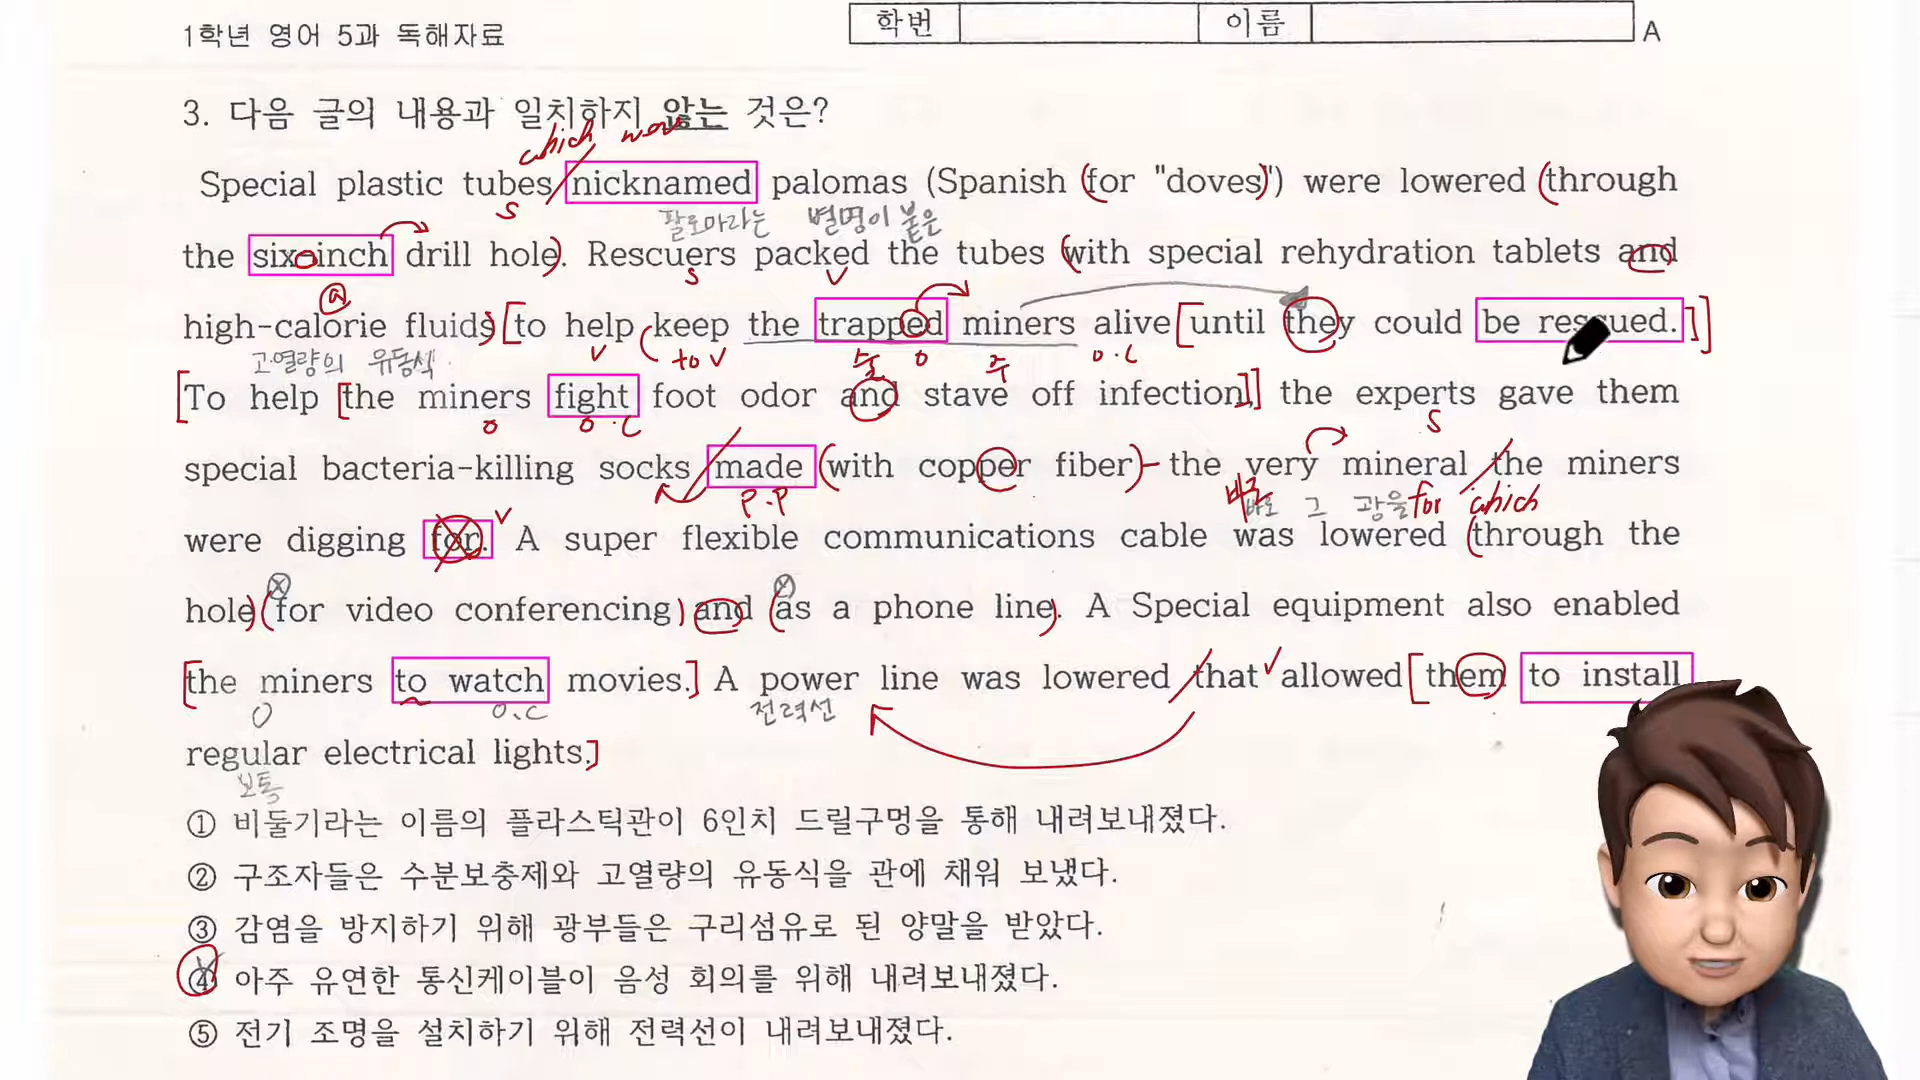 1학년 영어 5과 독해자료
학번 이름 A
3. 다음 글의 내용과 일치하지 않는 것은?
which were
Special plastic tubes nicknamed palomas (Spanish for "doves") were lowered through
S 팔로마라는 별명이 붙은
the six-inch drill hole. Rescuers packed the tubes with special rehydration tablets and
ⓐ S V
high-calorie fluids to help keep the trapped miners alive until they could be rescued.
고열량의 유동식 V to V 술 O 주 O.C
To help the miners fight foot odor and stave off infection, the experts gave them
O O.C S
special bacteria-killing socks made with copper fiber - the very mineral the miners
P.P 바로 바로 그 광물 for which
were digging for. A super flexible communications cable was lowered through the
hole for video conferencing and as a phone line. A Special equipment also enabled
the miners to watch movies. A power line was lowered that allowed them to install
O O.C 전력선
regular electrical lights.
보통
① 비둘기라는 이름의 플라스틱관이 6인치 드릴구멍을 통해 내려보내졌다.
② 구조자들은 수분보충제와 고열량의 유동식을 관에 채워 보냈다.
③ 감염을 방지하기 위해 광부들은 구리섬유로 된 양말을 받았다.
④ 아주 유연한 통신케이블이 음성 회의를 위해 내려보내졌다.
⑤ 전기 조명을 설치하기 위해 전력선이 내려보내졌다.